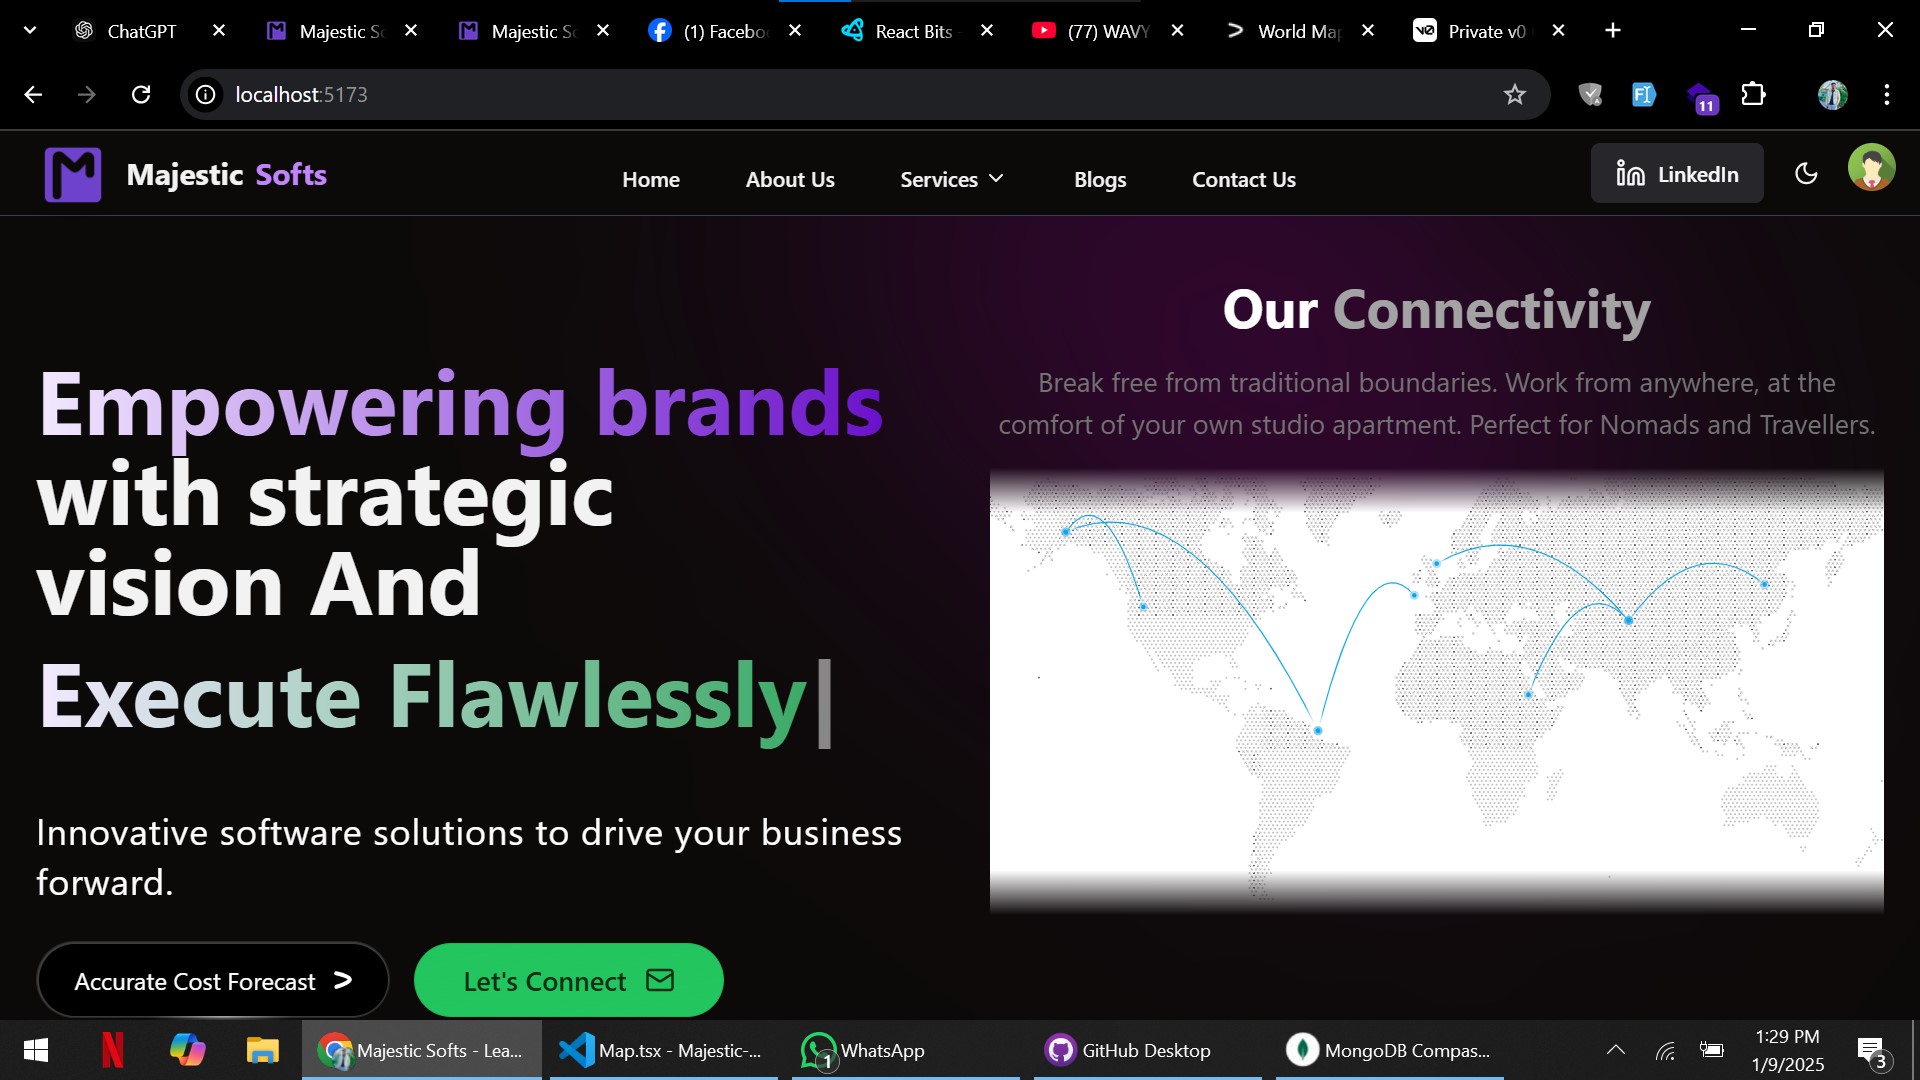 ChatGPT
Majestic So
Majestic So
(1) Facebo
React Bits -
(77) WAVY
World Map
Private v0
localhost:5173
11
Majestic Softs
Home
About Us
Services
Blogs
Contact Us
LinkedIn
Our Connectivity
Break free from traditional boundaries. Work from anywhere, at the
comfort of your own studio apartment. Perfect for Nomads and Travellers.
Empowering brands
with strategic
vision And
Execute Flawlessly|
Innovative software solutions to drive your business
forward.
Accurate Cost Forecast >
Let's Connect
Majestic Softs - Lea...
Map.tsx - Majestic-...
1
WhatsApp
GitHub Desktop
MongoDB Compas...
1:29 PM
1/9/2025
3